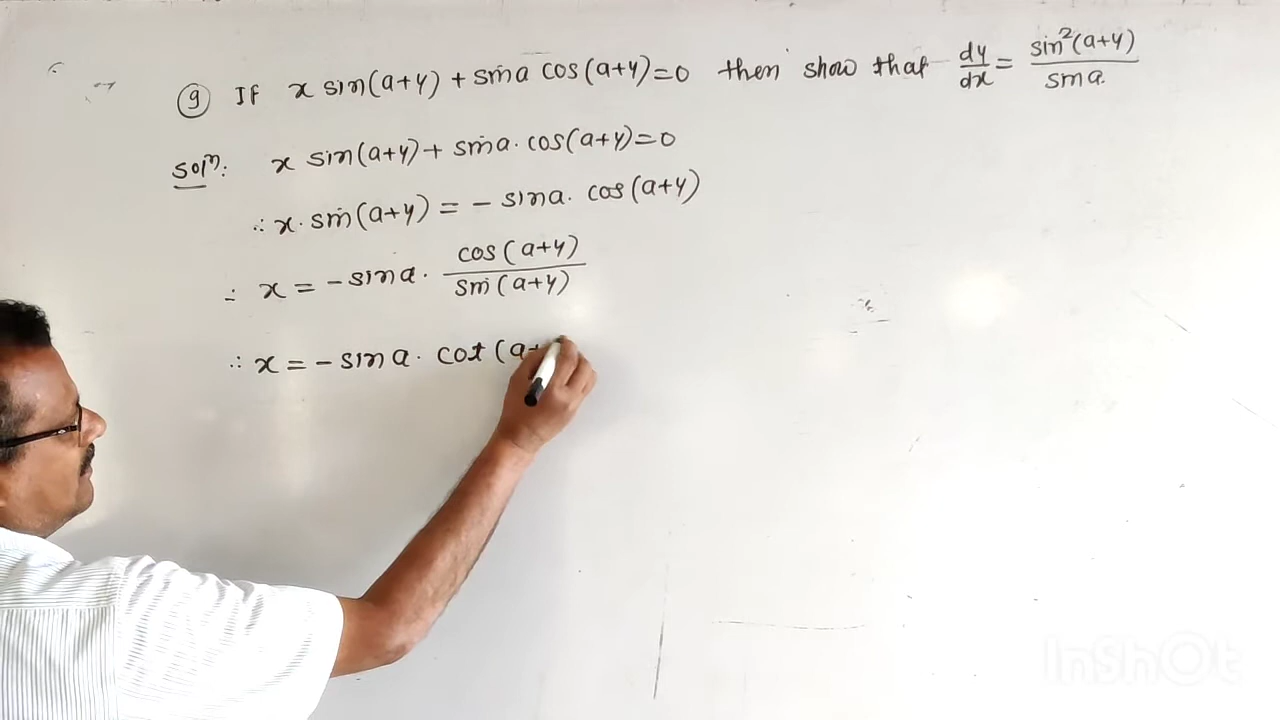 9 If x sin(a+y) + sina cos(a+y)=0 then show that dy/dx = sin²(a+y)/sina
Solⁿ: x sin(a+y) + sina. cos(a+y)=0
∴ x. sin(a+y) = - sina. cos(a+y)
∴ x = - sina. cos(a+y)/sin(a+y)
∴ x = - sina. cot (a+
InShOt